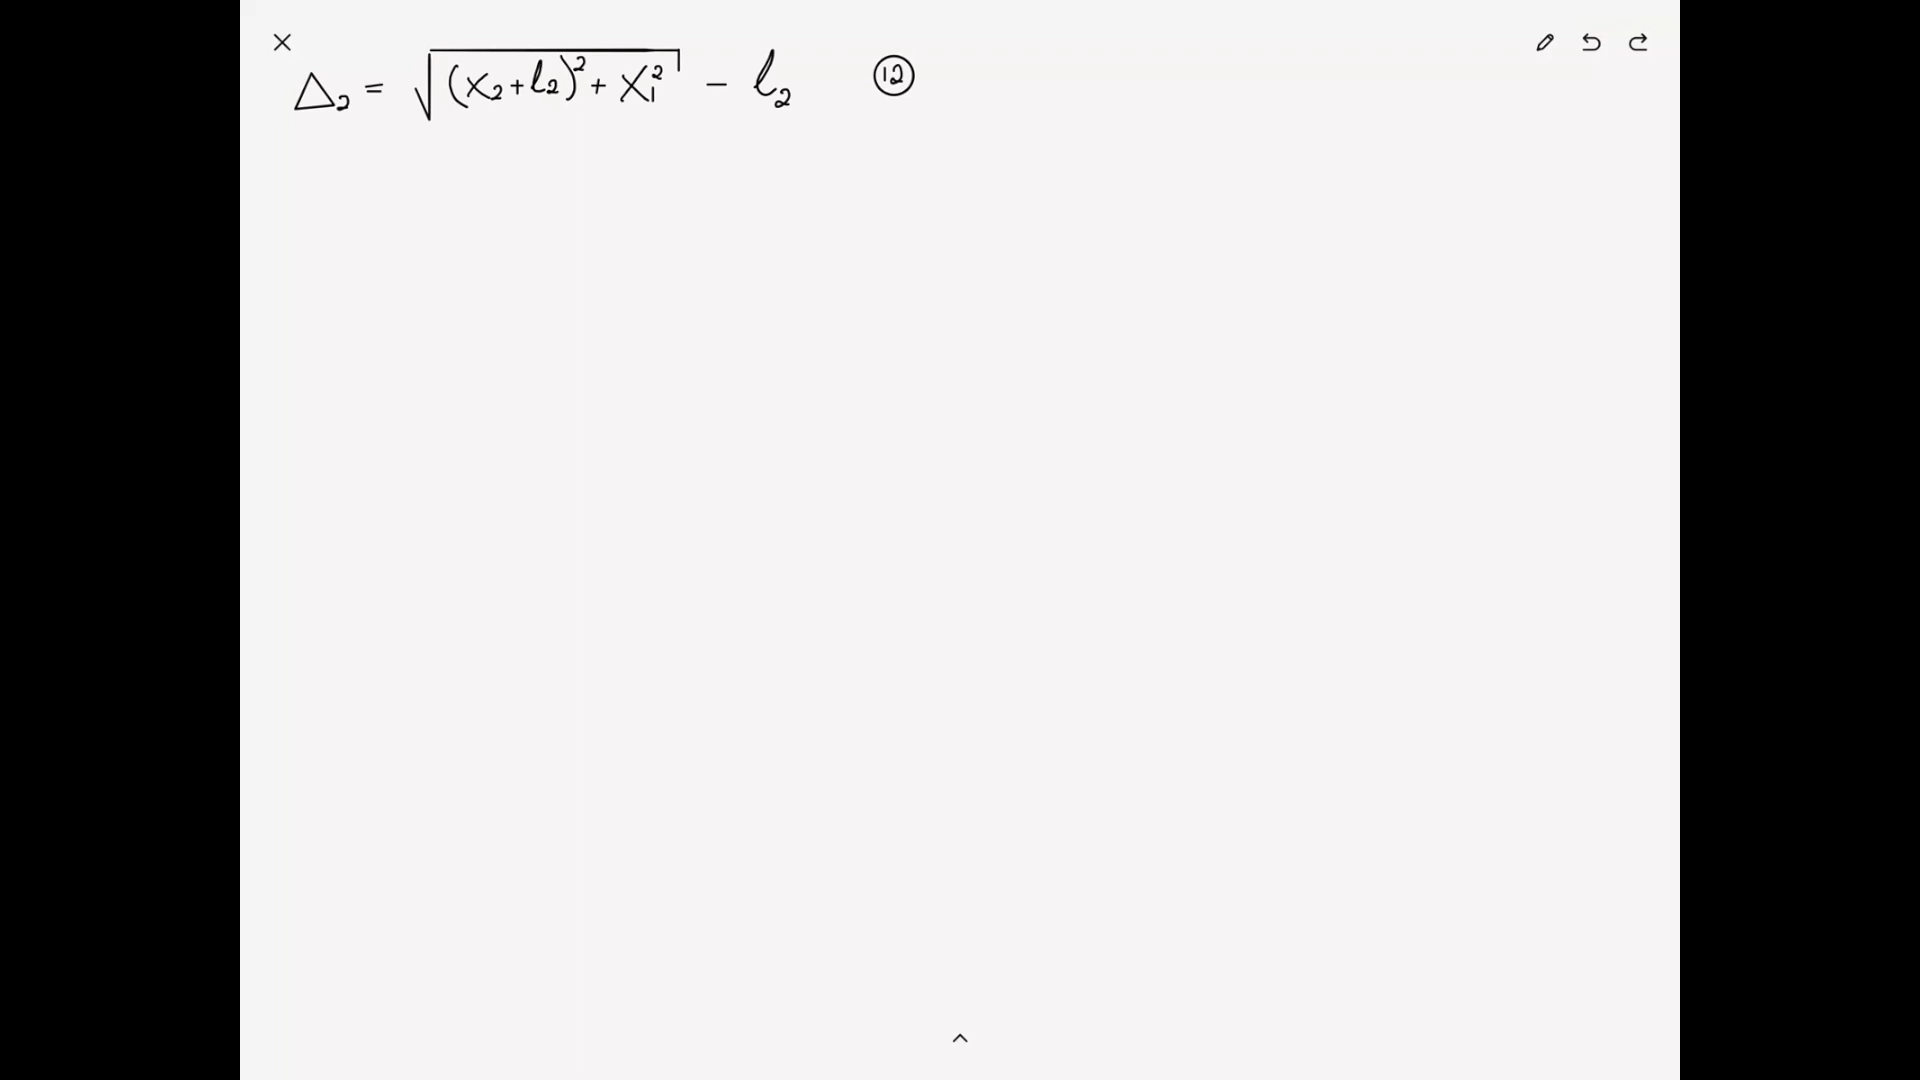 Δ₂ = √((x₂+l₂)² + x₁²) − l₂ ⑫